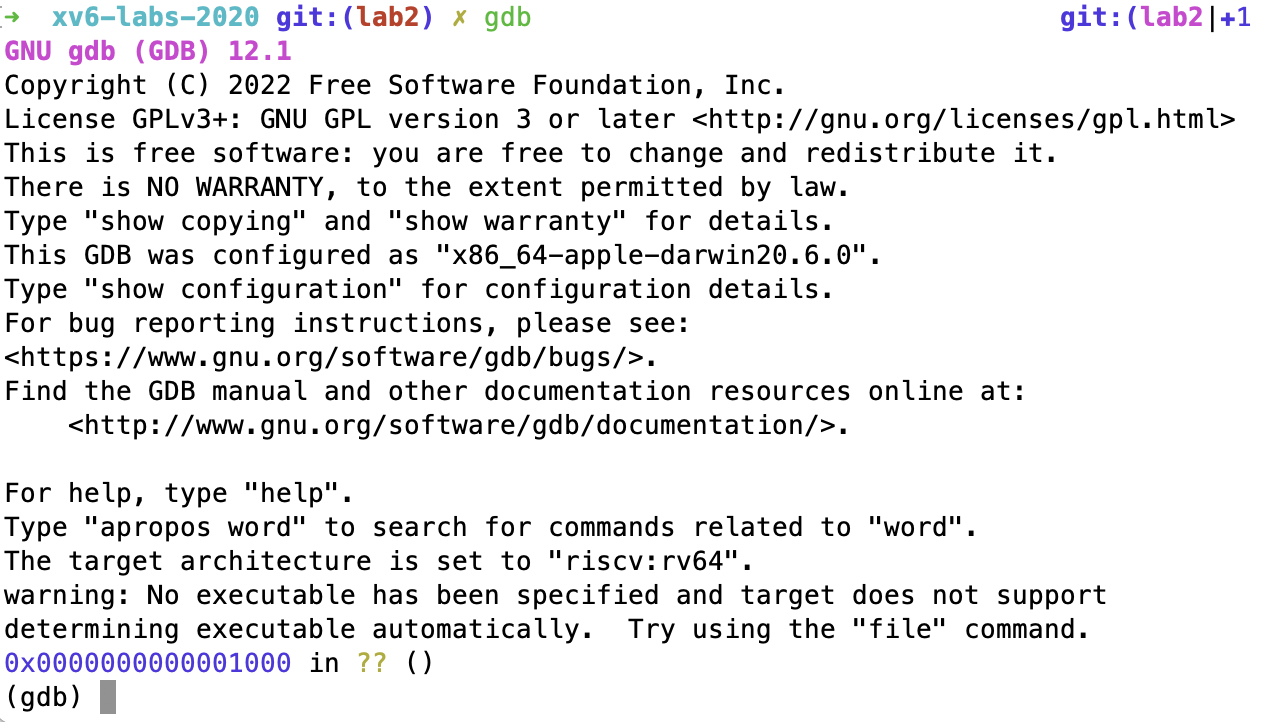 ➜  xv6-labs-2020 git:(lab2) ✗ gdb git:(lab2|+1
GNU gdb (GDB) 12.1
Copyright (C) 2022 Free Software Foundation, Inc.
License GPLv3+: GNU GPL version 3 or later <http://gnu.org/licenses/gpl.html>
This is free software: you are free to change and redistribute it.
There is NO WARRANTY, to the extent permitted by law.
Type "show copying" and "show warranty" for details.
This GDB was configured as "x86_64-apple-darwin20.6.0".
Type "show configuration" for configuration details.
For bug reporting instructions, please see:
<https://www.gnu.org/software/gdb/bugs/>.
Find the GDB manual and other documentation resources online at:
    <http://www.gnu.org/software/gdb/documentation/>.

For help, type "help".
Type "apropos word" to search for commands related to "word".
The target architecture is set to "riscv:rv64".
warning: No executable has been specified and target does not support
determining executable automatically.  Try using the "file" command.
0x0000000000001000 in ?? ()
(gdb)